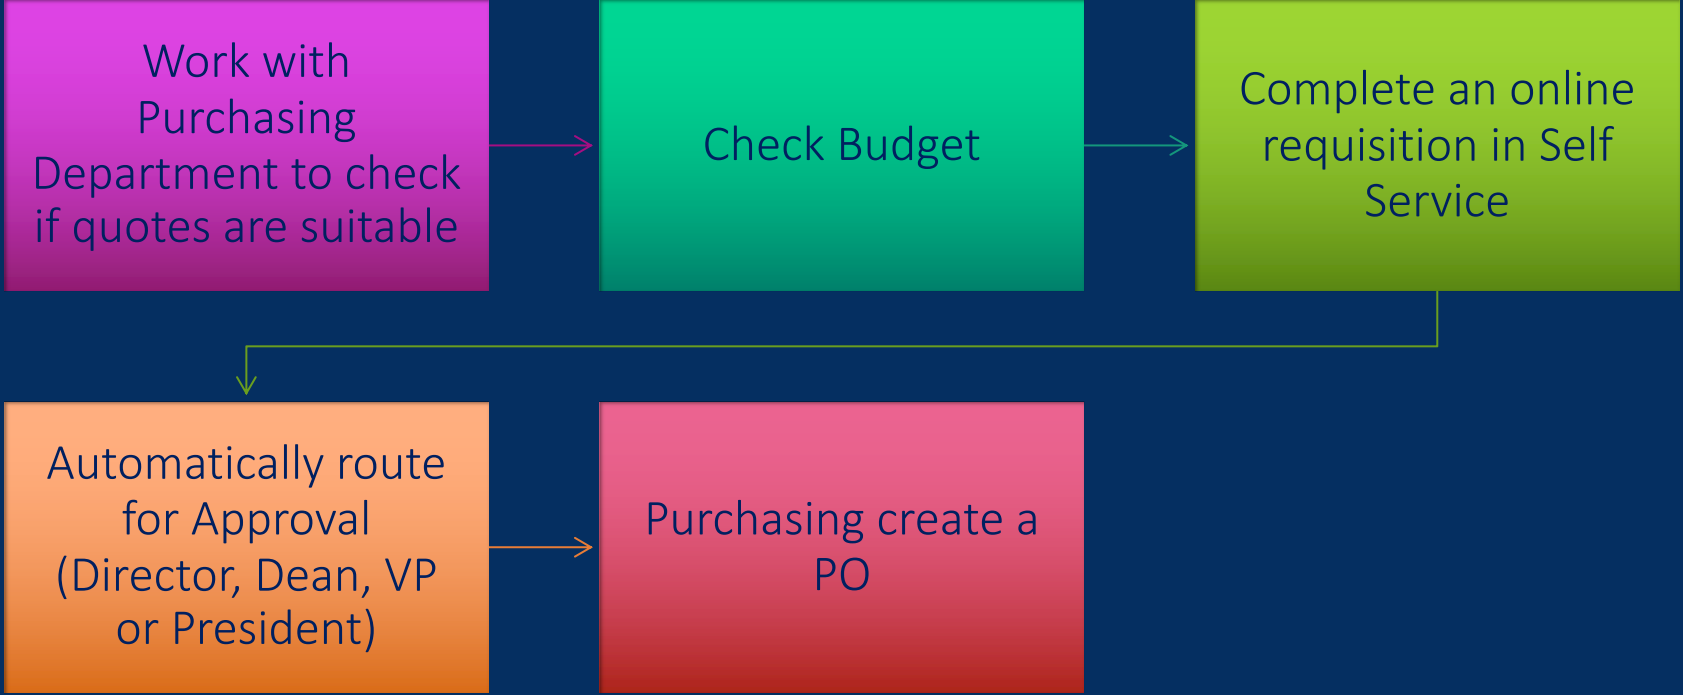 Work with
Purchasing
Department to check
if quotes are suitable
Check Budget
Complete an online
requisition in Self
Service
Automatically route
for Approval
(Director, Dean, VP
or President)
Purchasing create a
PO